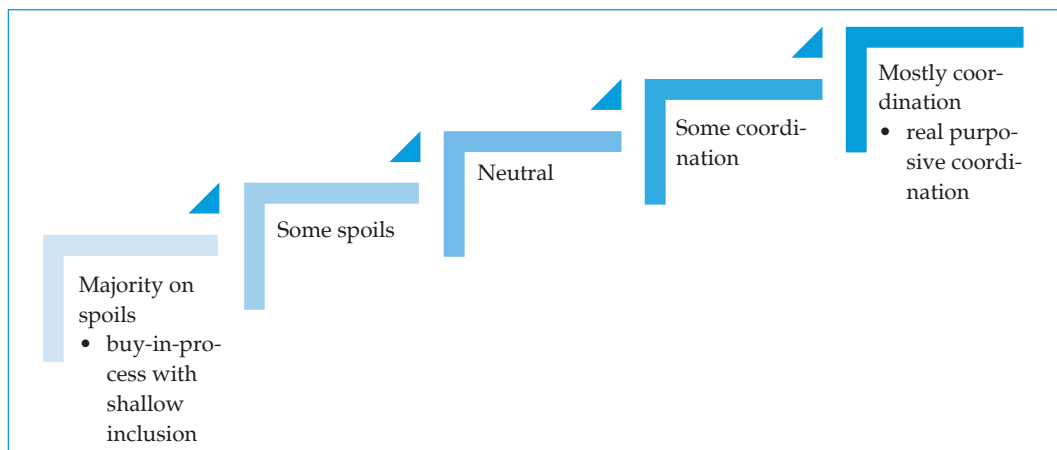 Majority on
spoils
• buy-in-pro-
cess with
shallow
inclusion
Some spoils
Neutral
Some coordi-
nation
Mostly coor-
dination
• real purpo-
sive coordi-
nation